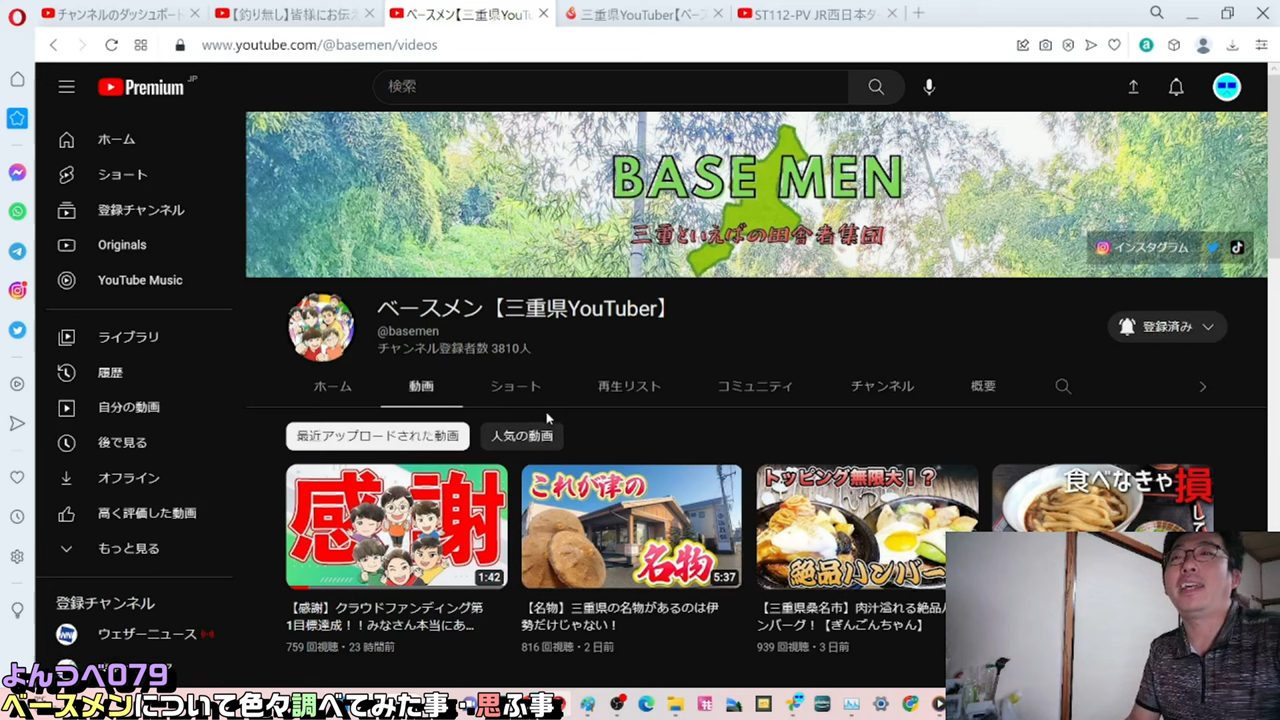 チャンネルのダッシュボート
【釣り無し】皆様にお伝え
ベースメン【三重県YouTu
三重県YouTuber【ベー
ST112-PV JR西日本タ
www.youtube.com/@basemen/videos
Premium JP
検索
ホーム
ショート
登録チャンネル
Originals
YouTube Music
ライブラリ
履歴
自分の動画
後で見る
オフライン
高く評価した動画
もっと見る
登録チャンネル
ウェザーニュース
BASE MEN
三重といえばの田舎者集団
インスタグラム
ベースメン【三重県YouTuber】
@basemen
チャンネル登録者数 3810人
登録済み
ホーム 動画 ショート 再生リスト コミュニティ チャンネル 概要
最近アップロードされた動画 人気の動画
感謝
1:42
【感謝】クラウドファンディング第
1目標達成！！みなさん本当にあ...
759 回視聴・23 時間前
これが津の
名物
5:37
【名物】三重県の名物があるのは伊
勢だけじゃない！
816 回視聴・2 日前
トッピング無限大！？
絶品ハンバー
【三重県桑名市】肉汁溢れる絶品ハ
ンバーグ！【ぎんごんちゃん】
939 回視聴・3 日前
食べなきゃ損して
よんつべ079
ベースメンについて色々調べてみた事・思ふ事